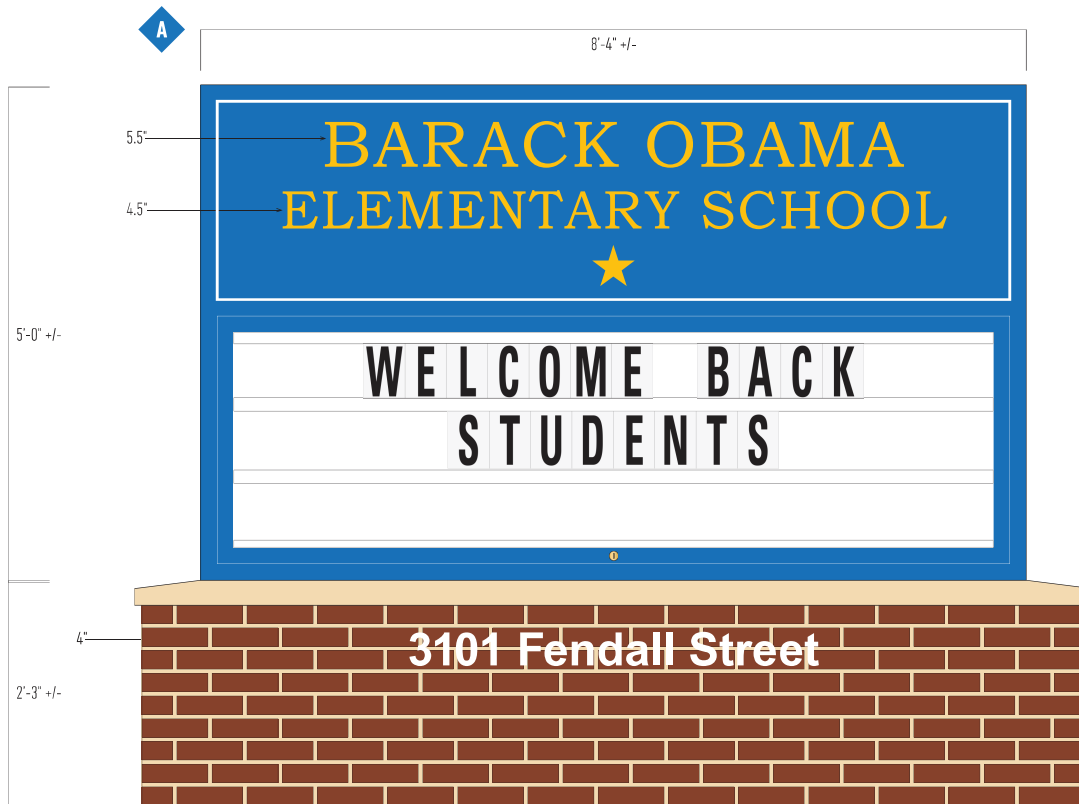 A
8'-4" +/-
5.5"
BARACK OBAMA
4.5"
ELEMENTARY SCHOOL
5'-0" +/-
WELCOME BACK
STUDENTS
4"
3101 Fendall Street
2'-3" +/-